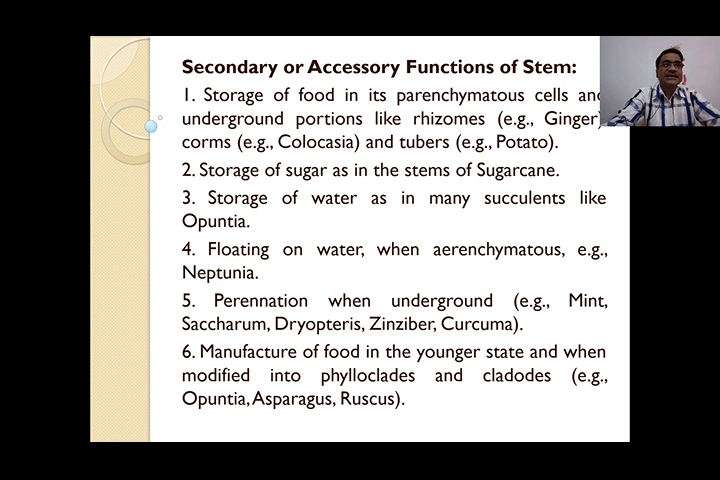 Secondary or Accessory Functions of Stem:
1. Storage of food in its parenchymatous cells and
underground portions like rhizomes (e.g., Ginger)
corms (e.g., Colocasia) and tubers (e.g., Potato).
2. Storage of sugar as in the stems of Sugarcane.
3. Storage of water as in many succulents like
Opuntia.
4. Floating on water, when aerenchymatous, e.g.,
Neptunia.
5. Perennation when underground (e.g., Mint,
Saccharum, Dryopteris, Zinziber, Curcuma).
6. Manufacture of food in the younger state and when
modified into phylloclades and cladodes (e.g.,
Opuntia, Asparagus, Ruscus).